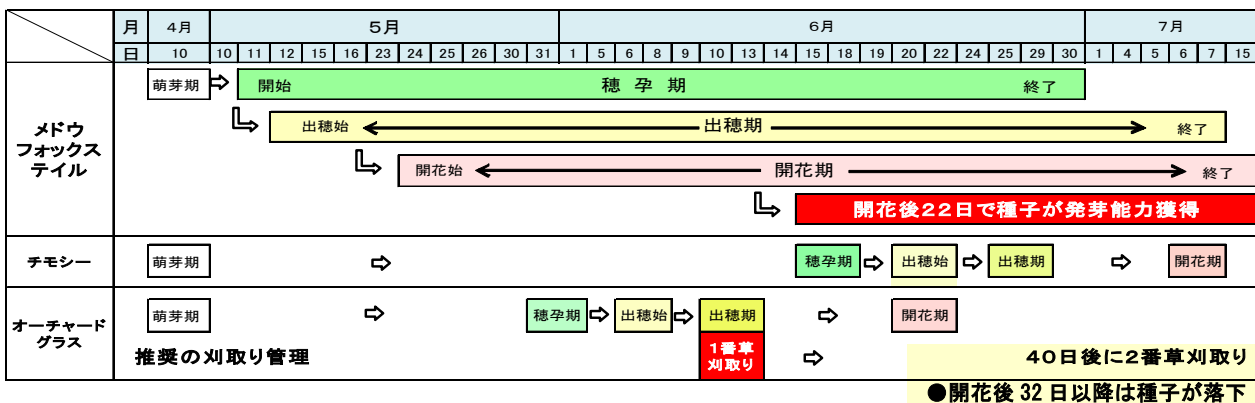 月 4月 5月 6月 7月
日 10 10 11 12 15 16 23 24 25 26 30 31 1 5 6 8 9 10 13 14 15 18 19 20 22 24 25 29 30 1 4 5 6 7 15
メドウ
フォックス
テイル
萌芽期 ⇨ 開始 穂孕期 終了
出穂始 出穂期 終了
開花始 開花期 終了
開花後22日で種子が発芽能力獲得
チモシー 萌芽期 ⇨ 穂孕期 ⇨ 出穂始 ⇨ 出穂期 ⇨ 開花期
オーチャード
グラス
萌芽期 ⇨ 穂孕期 ⇨ 出穂始 ⇨ 出穂期 ⇨ 開花期
推奨の刈取り管理
1番草
刈取り
⇨ 40日後に2番草刈取り
●開花後 32 日以降は種子が落下